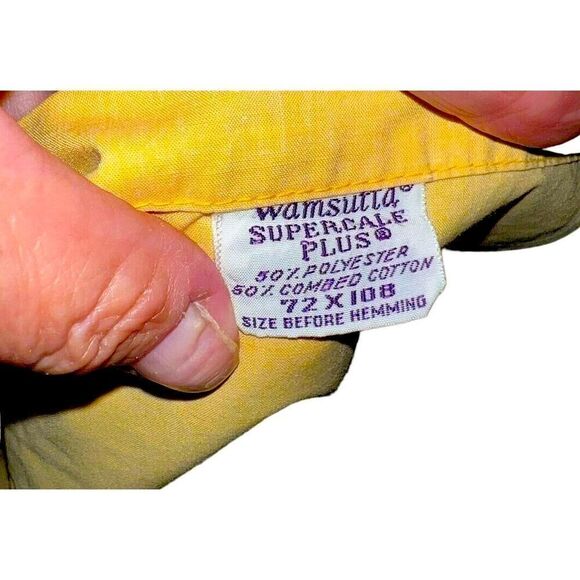 Wamsutta®
SUPERCALE
PLUS®
50% POLYESTER
50% COMBED COTTON
72 X 108
SIZE BEFORE HEMMING